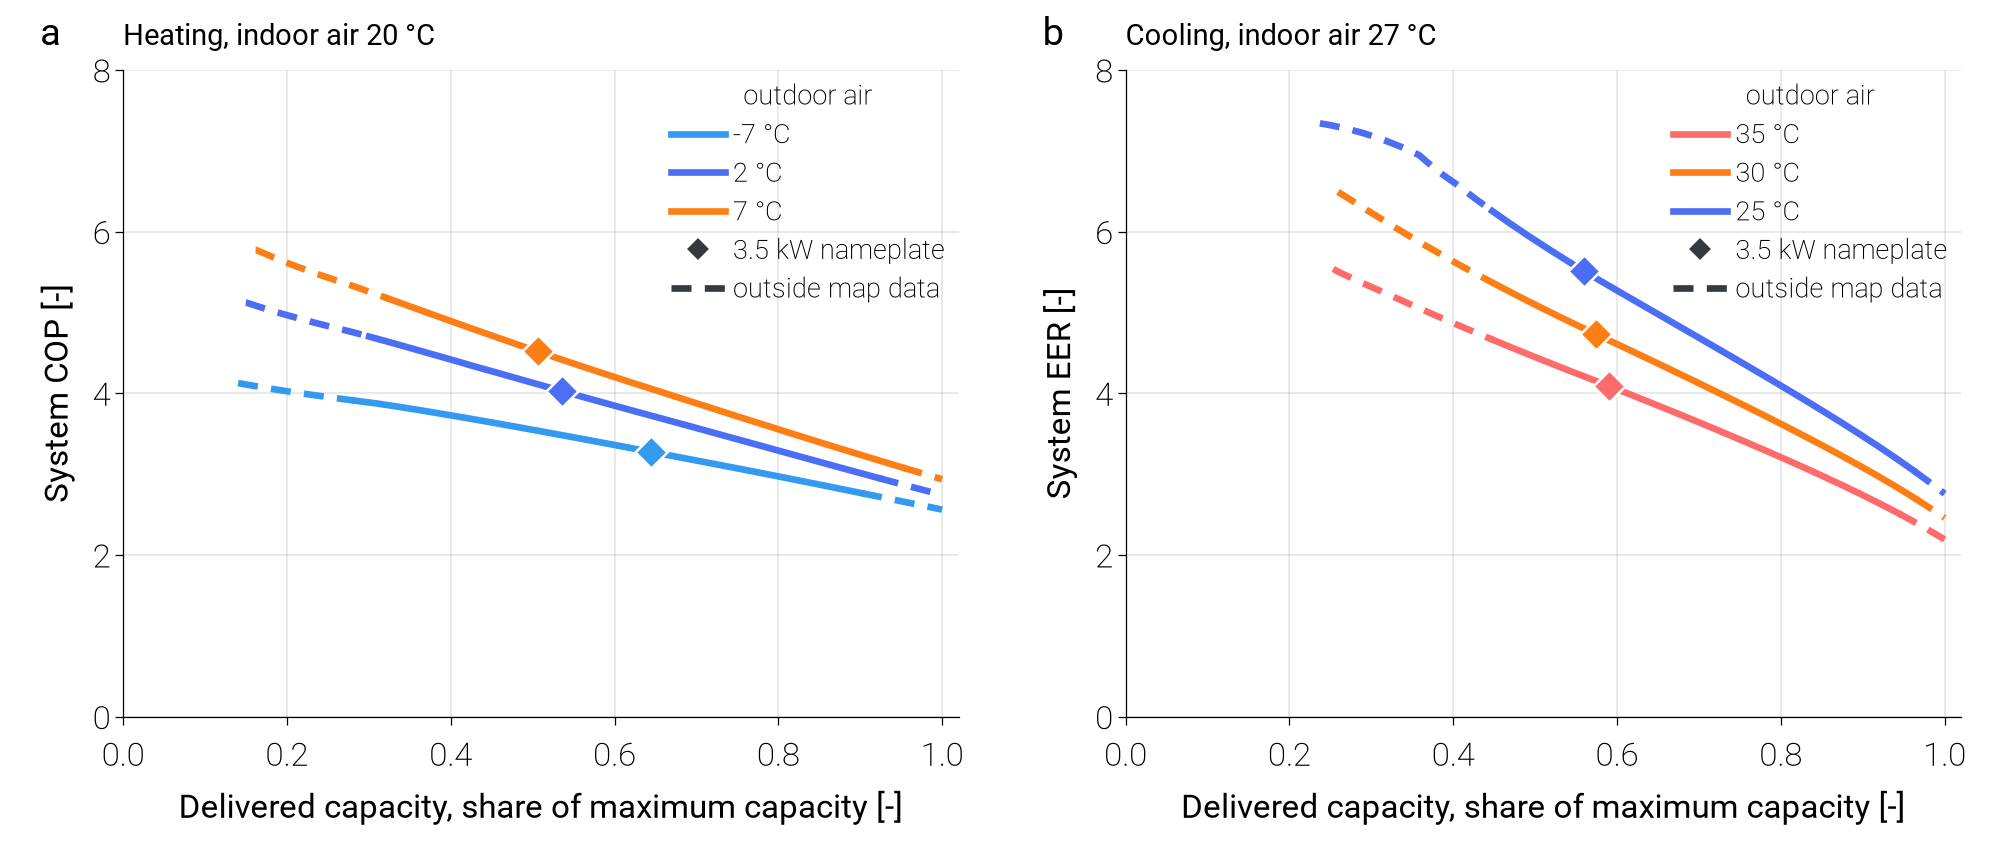 a
Heating, indoor air 20 °C
8
6
4
2
0
System COP [-]
outdoor air
-7 °C
2 °C
7 °C
3.5 kW nameplate
outside map data
0.0 0.2 0.4 0.6 0.8 1.0
Delivered capacity, share of maximum capacity [-]
b
Cooling, indoor air 27 °C
8
6
4
2
0
System EER [-]
outdoor air
35 °C
30 °C
25 °C
3.5 kW nameplate
outside map data
0.0 0.2 0.4 0.6 0.8 1.0
Delivered capacity, share of maximum capacity [-]